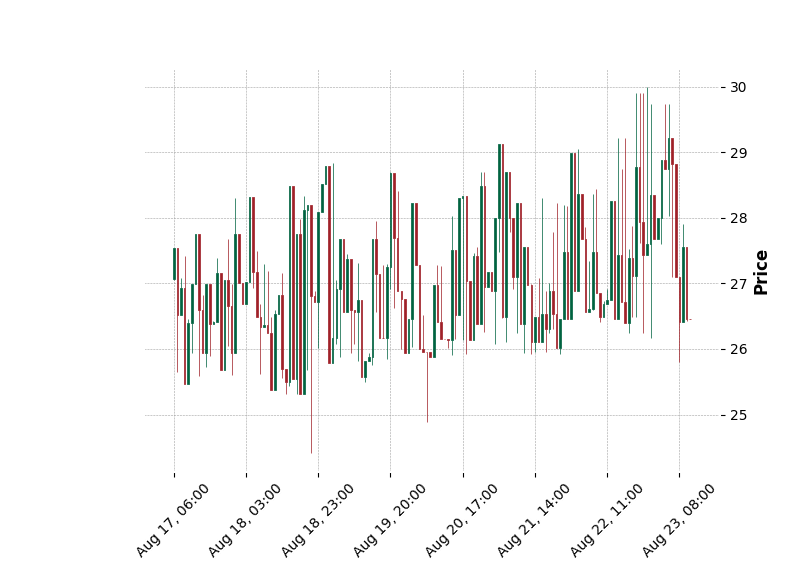 30
29
28
27
26
25
Price
Aug 17, 06:00
Aug 18, 03:00
Aug 18, 23:00
Aug 19, 20:00
Aug 20, 17:00
Aug 21, 14:00
Aug 22, 11:00
Aug 23, 08:00